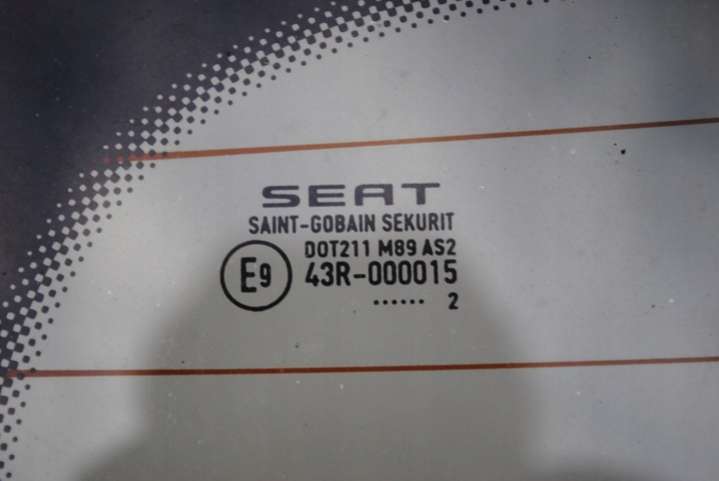 SEAT
SAINT-GOBAIN SEKURIT
DOT211 M89 AS2
E9 43R-000015
...... 2